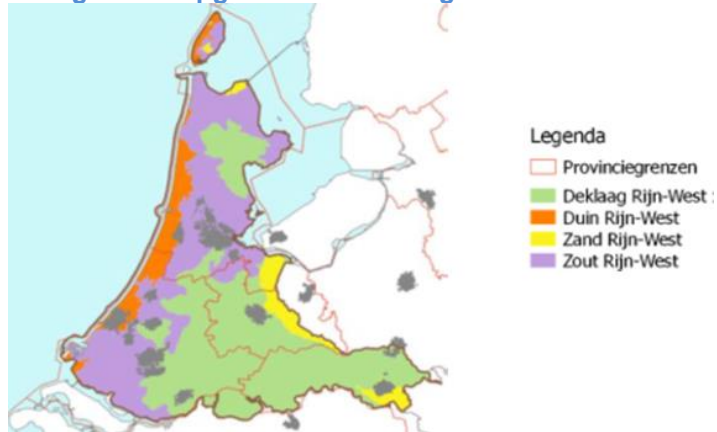 Legenda
Provinciegrenzen
Deklaag Rijn-West :
Duin Rijn-West
Zand Rijn-West
Zout Rijn-West